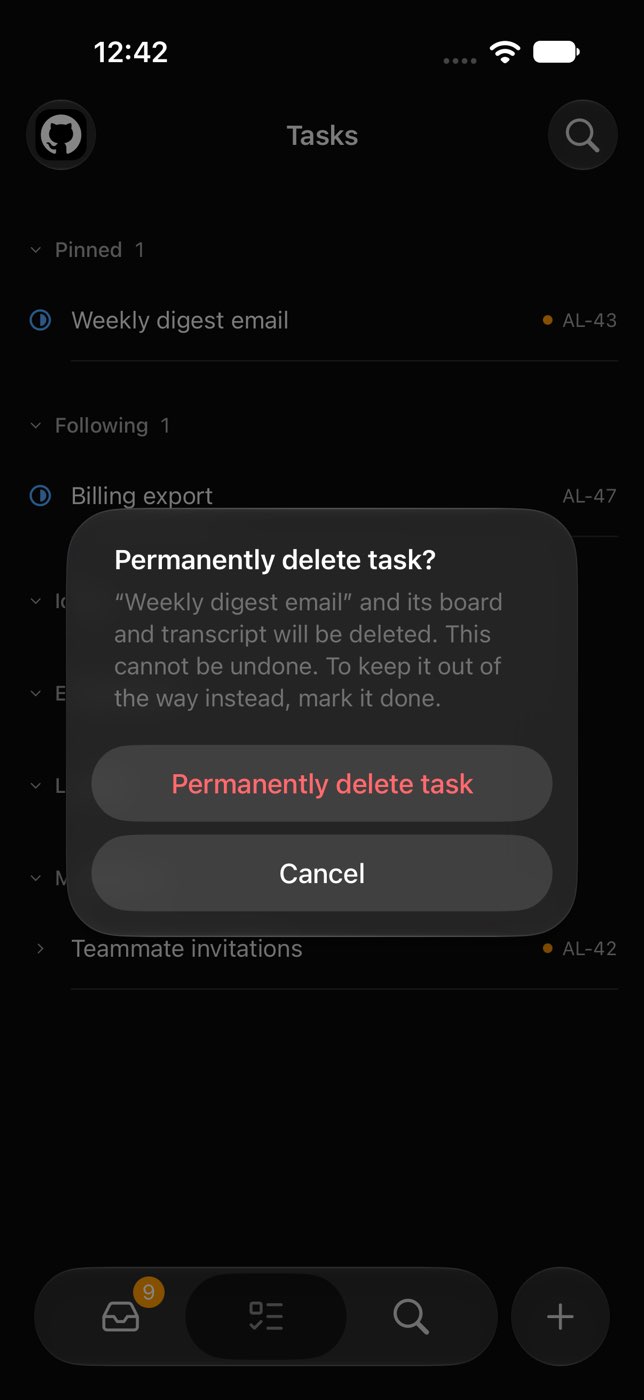 12:42
Tasks
Pinned 1
Weekly digest email
AL-43
Following 1
Billing export
AL-47
Permanently delete task?
“Weekly digest email” and its board
and transcript will be deleted. This
cannot be undone. To keep it out of
the way instead, mark it done.
Permanently delete task
Cancel
Teammate invitations
AL-42
9